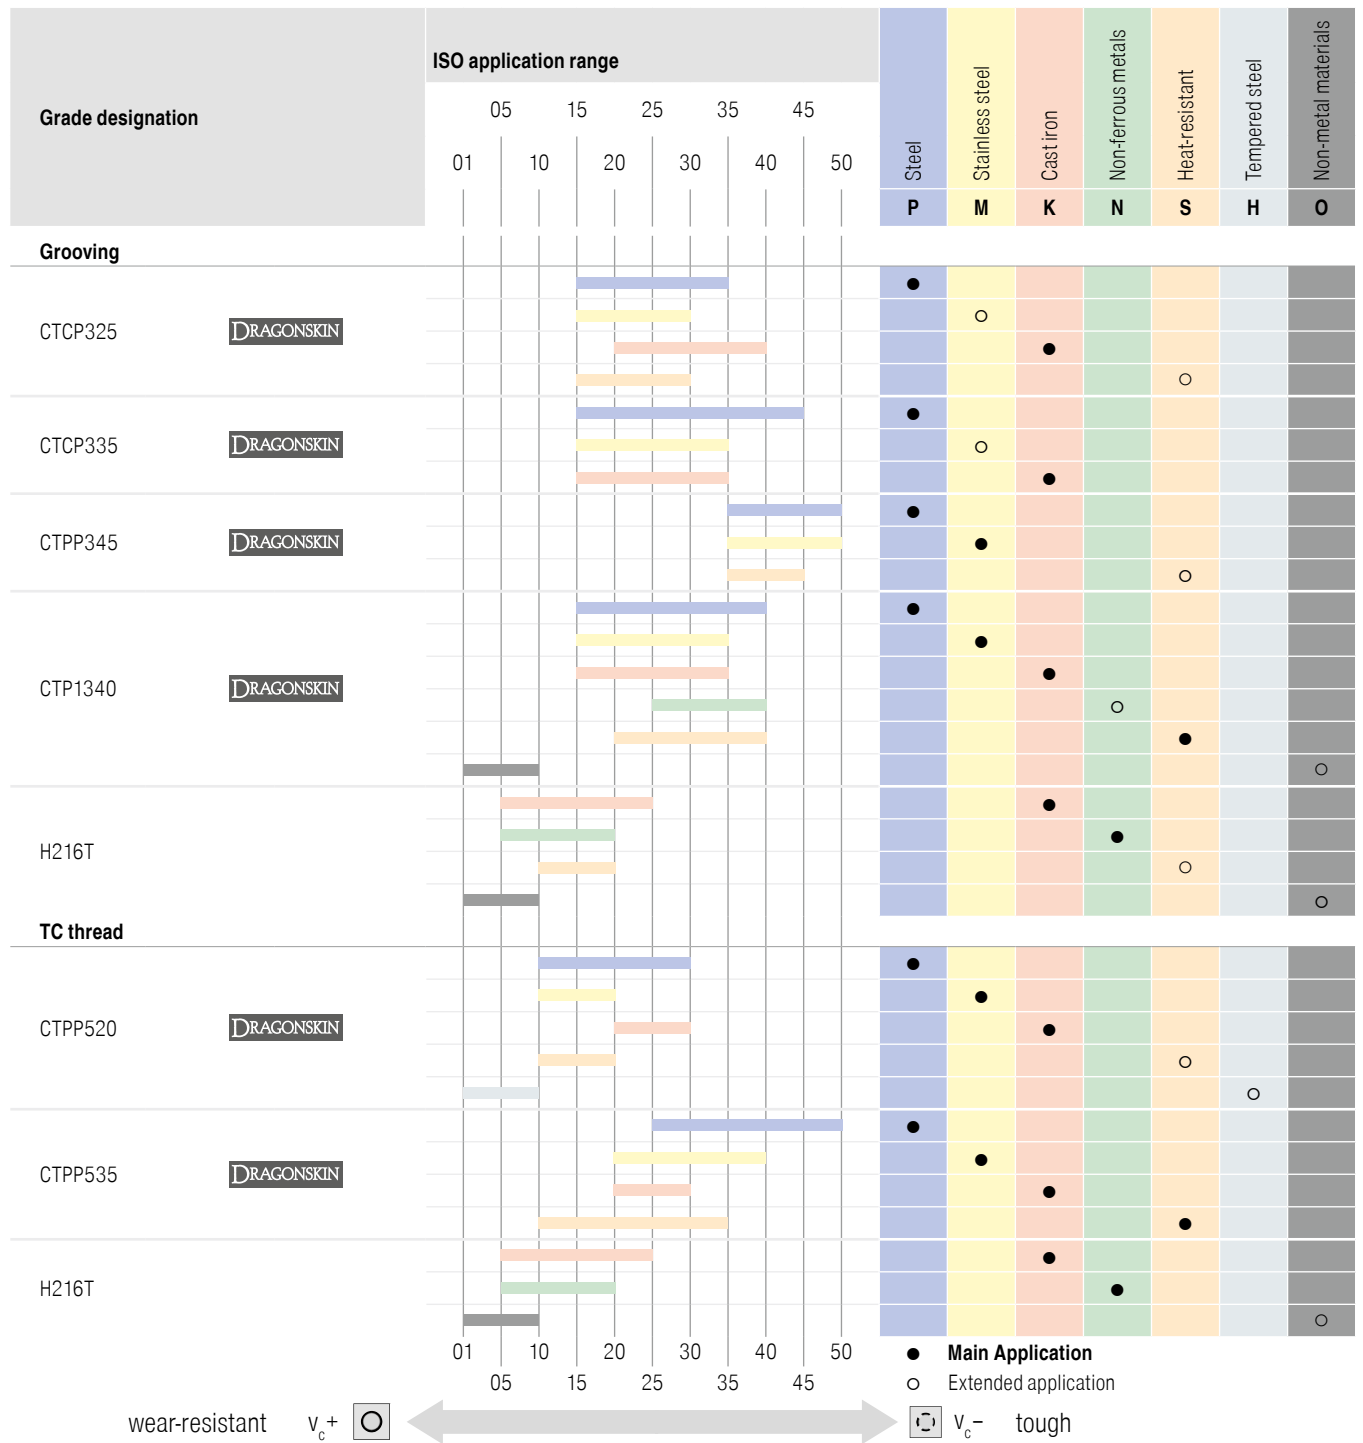 Grade designation
ISO application range
05 15 25 35 45
01 10 20 30 40 50
Steel
Stainless steel
Cast iron
Non-ferrous metals
Heat-resistant
Tempered steel
Non-metal materials
P M K N S H O
Grooving
CTCP325 DRAGONSKIN
CTCP335 DRAGONSKIN
CTPP345 DRAGONSKIN
CTP1340 DRAGONSKIN
H216T
TC thread
CTPP520 DRAGONSKIN
CTPP535 DRAGONSKIN
H216T
01 10 20 30 40 50
05 15 25 35 45
● Main Application
○ Extended application
wear-resistant vc+ vc– tough